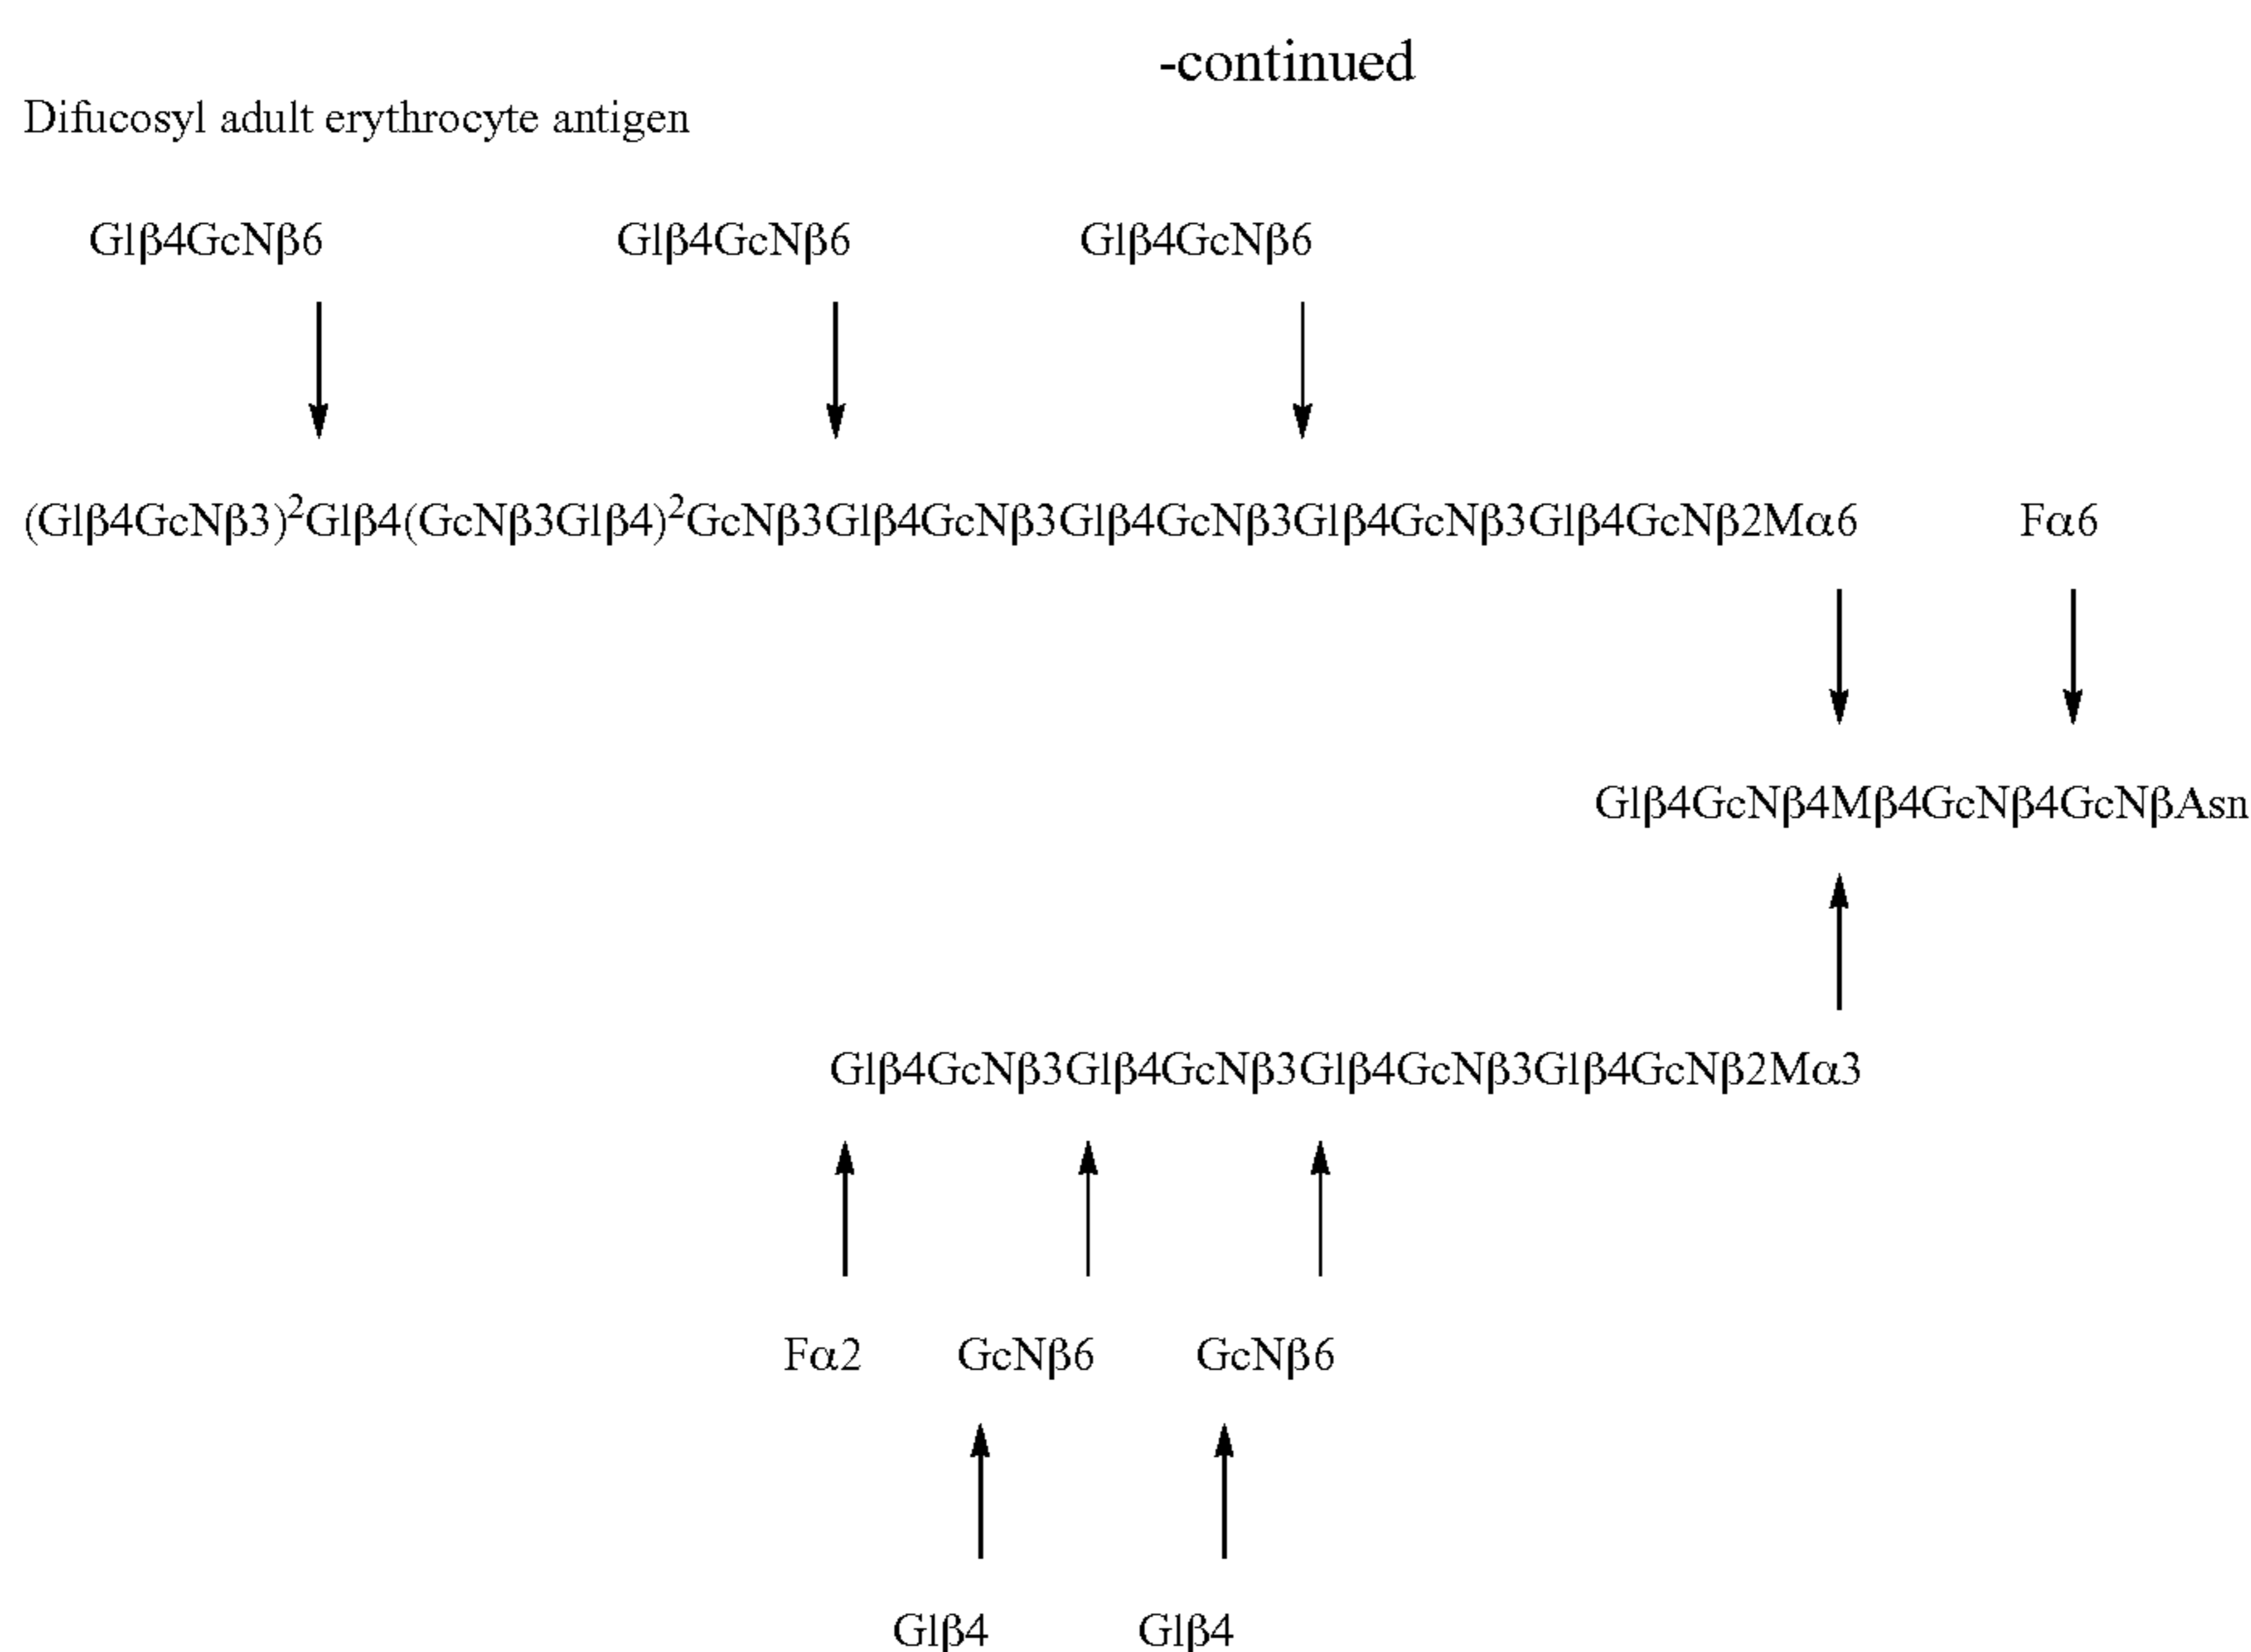 -continued
Difucosyl adult erythrocyte antigen
Glβ4GcNβ6 Glβ4GcNβ6 Glβ4GcNβ6
(Glβ4GcNβ3)²Glβ4(GcNβ3Glβ4)²GcNβ3Glβ4GcNβ3Glβ4GcNβ3Glβ4GcNβ3Glβ4GcNβ2Mα6 Fα6
Glβ4GcNβ4Mβ4GcNβ4GcNβAsn
Glβ4GcNβ3Glβ4GcNβ3Glβ4GcNβ3Glβ4GcNβ2Mα3
Fα2 GcNβ6 GcNβ6
Glβ4 Glβ4